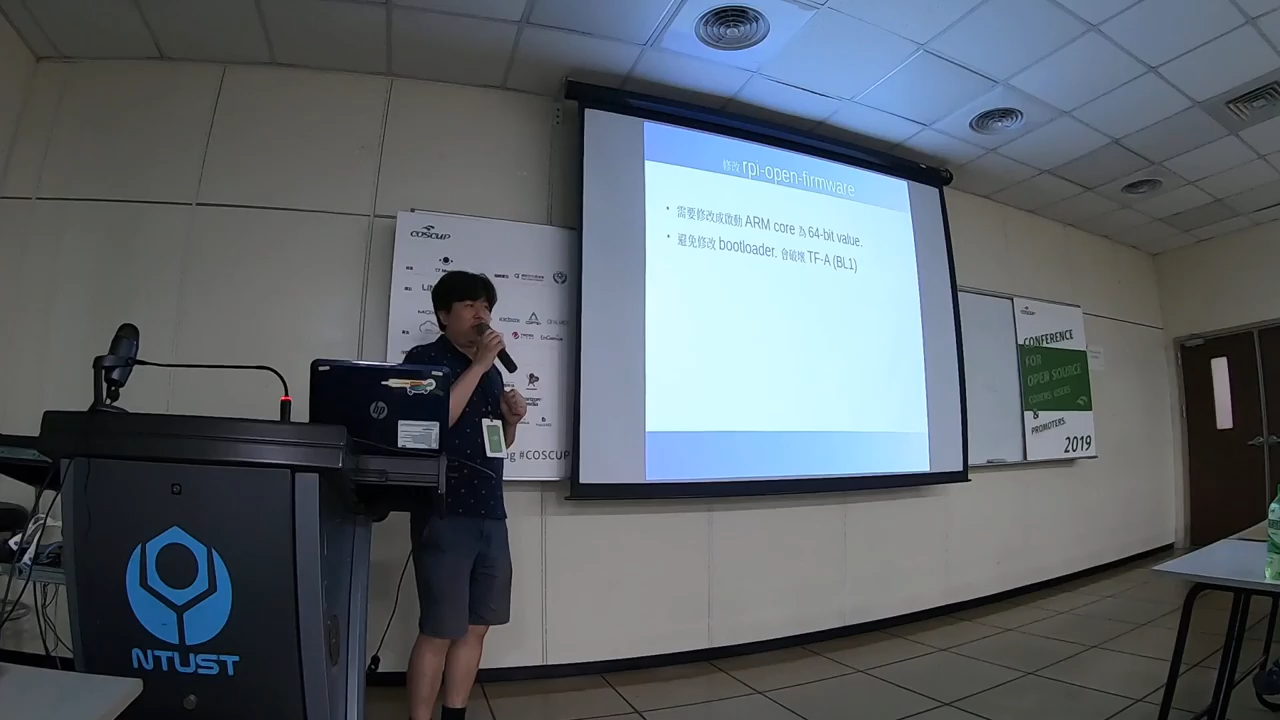 修改 rpi-open-firmware
• 需要修改成啟動 ARM core 為 64-bit value.
• 避免修改 bootloader. 會破壞 TF-A (BL1)
COSCUP
#COSCUP
hp
NTUST
CONFERENCE
FOR
OPEN SOURCE
CODERS, USERS
&
PROMOTERS.
2019